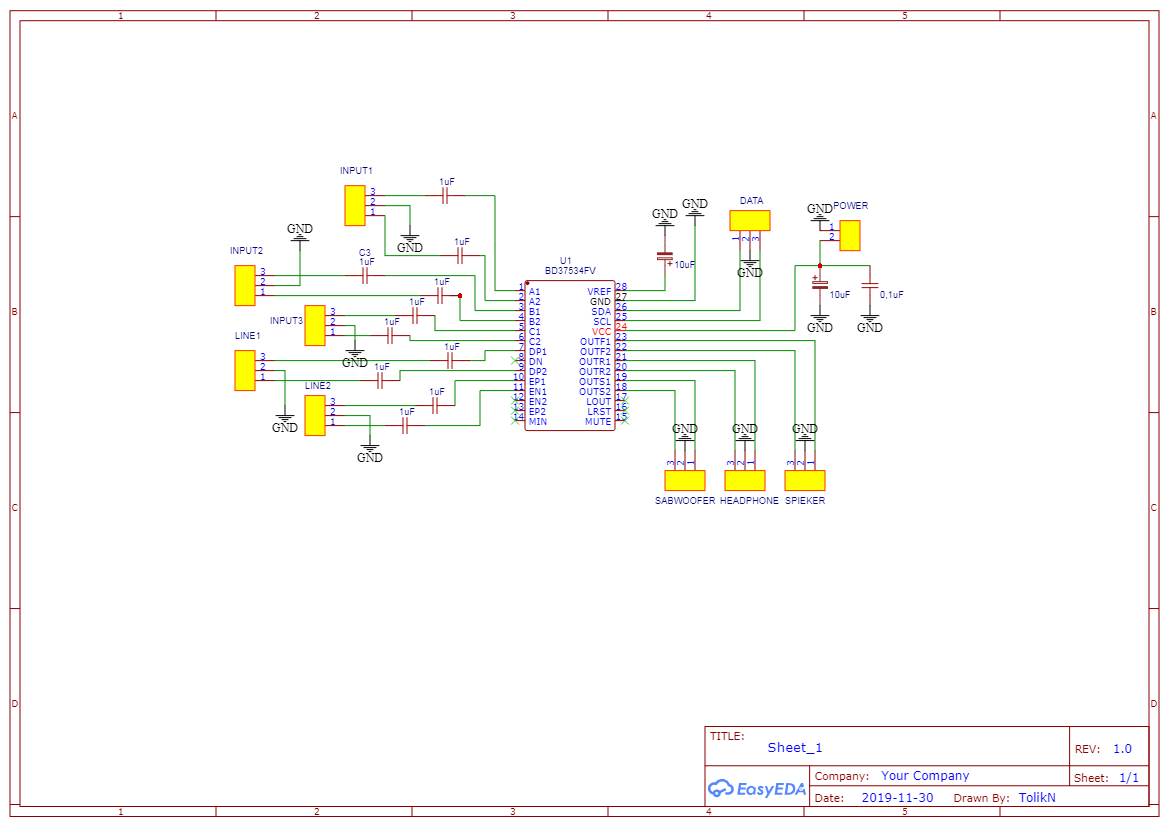 1 2 3 4 5
A A
B B
C C
D D
1 2 3 4 5
INPUT1
3
2
1
1uF
GND
1uF
INPUT2
GND
3
2
1
C3
1uF
1uF
INPUT3
3
2
1
1uF
1uF
GND
LINE1
3
2
1
1uF
1uF
GND
LINE2
3
2
1
1uF
1uF
GND
U1
BD37534FV
1 A1 VREF 28
2 A2 GND 27
3 B1 SDA 26
4 B2 SCL 25
5 C1 VCC 24
6 C2 OUTF1 23
7 DP1 OUTF2 22
8 DN OUTR1 21
9 DP2 OUTR2 20
10 EP1 OUTS1 19
11 EN1 OUTS2 18
12 EN2 LOUT 17
13 EP2 LRST 16
14 MIN MUTE 15
GND GND
+ 10uF
DATA
1 2 3
GND
GND POWER
1
2
+ 10uF 0,1uF
GND GND
GND GND GND
3 2 1 3 2 1 3 2 1
SABWOOFER HEADPHONE SPIEKER
TITLE:
Sheet_1
REV: 1.0
EasyEDA
Company: Your Company
Sheet: 1/1
Date: 2019-11-30 Drawn By: TolikN